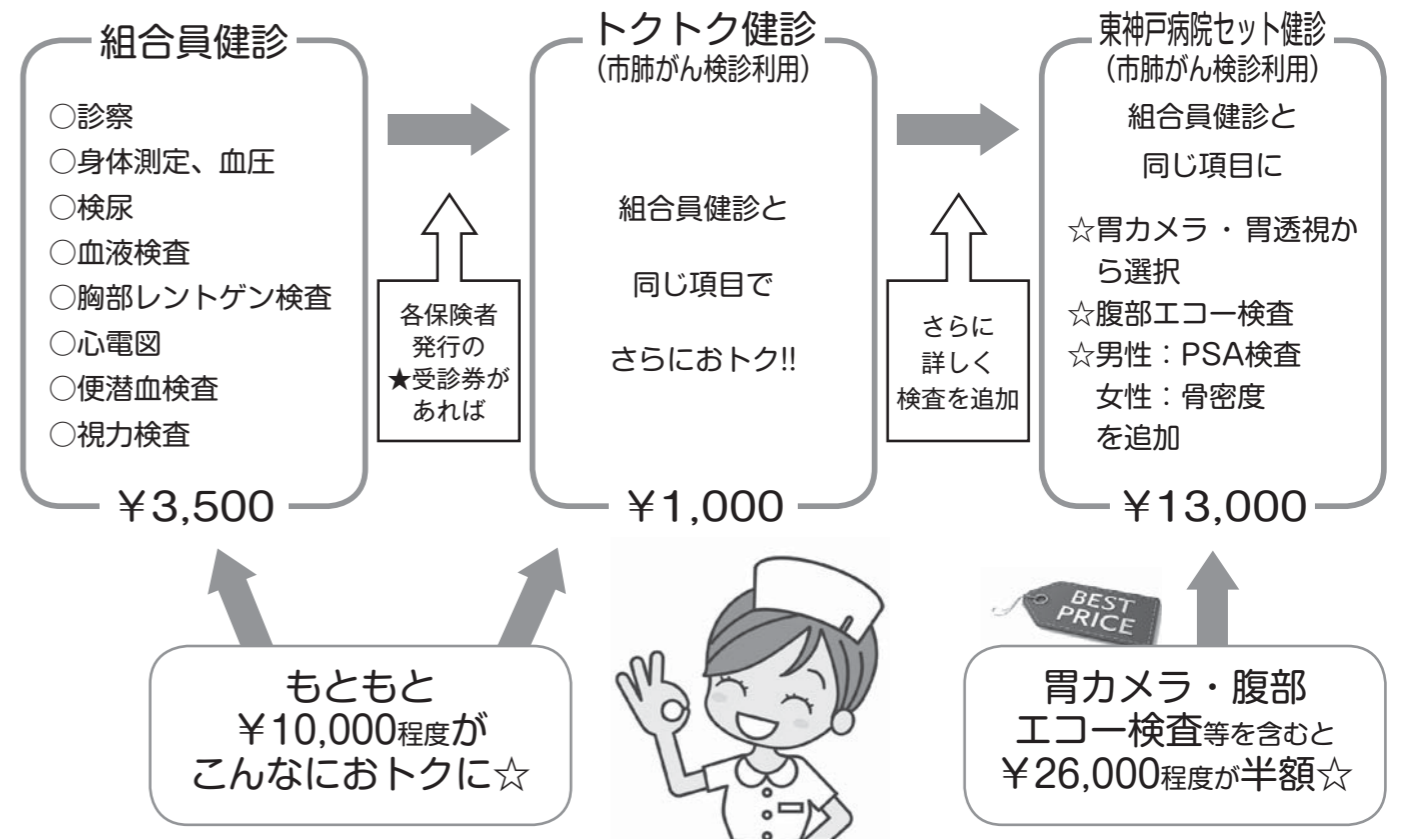 組合員健診
○診察
○身体測定、血圧
○検尿
○血液検査
○胸部レントゲン検査
○心電図
○便潜血検査
○視力検査
￥3,500
各保険者
発行の
★受診券が
あれば
トクトク健診
（市肺がん検診利用）
組合員健診と
同じ項目で
さらにおトク!!
￥1,000
さらに
詳しく
検査を追加
東神戸病院セット健診
（市肺がん検診利用）
組合員健診と
同じ項目に
☆胃カメラ・胃透視か
ら選択
☆腹部エコー検査
☆男性：PSA検査
女性：骨密度
を追加
￥13,000
もともと
￥10,000程度が
こんなにおトクに☆
BEST
PRICE
胃カメラ・腹部
エコー検査等を含むと
￥26,000程度が半額☆